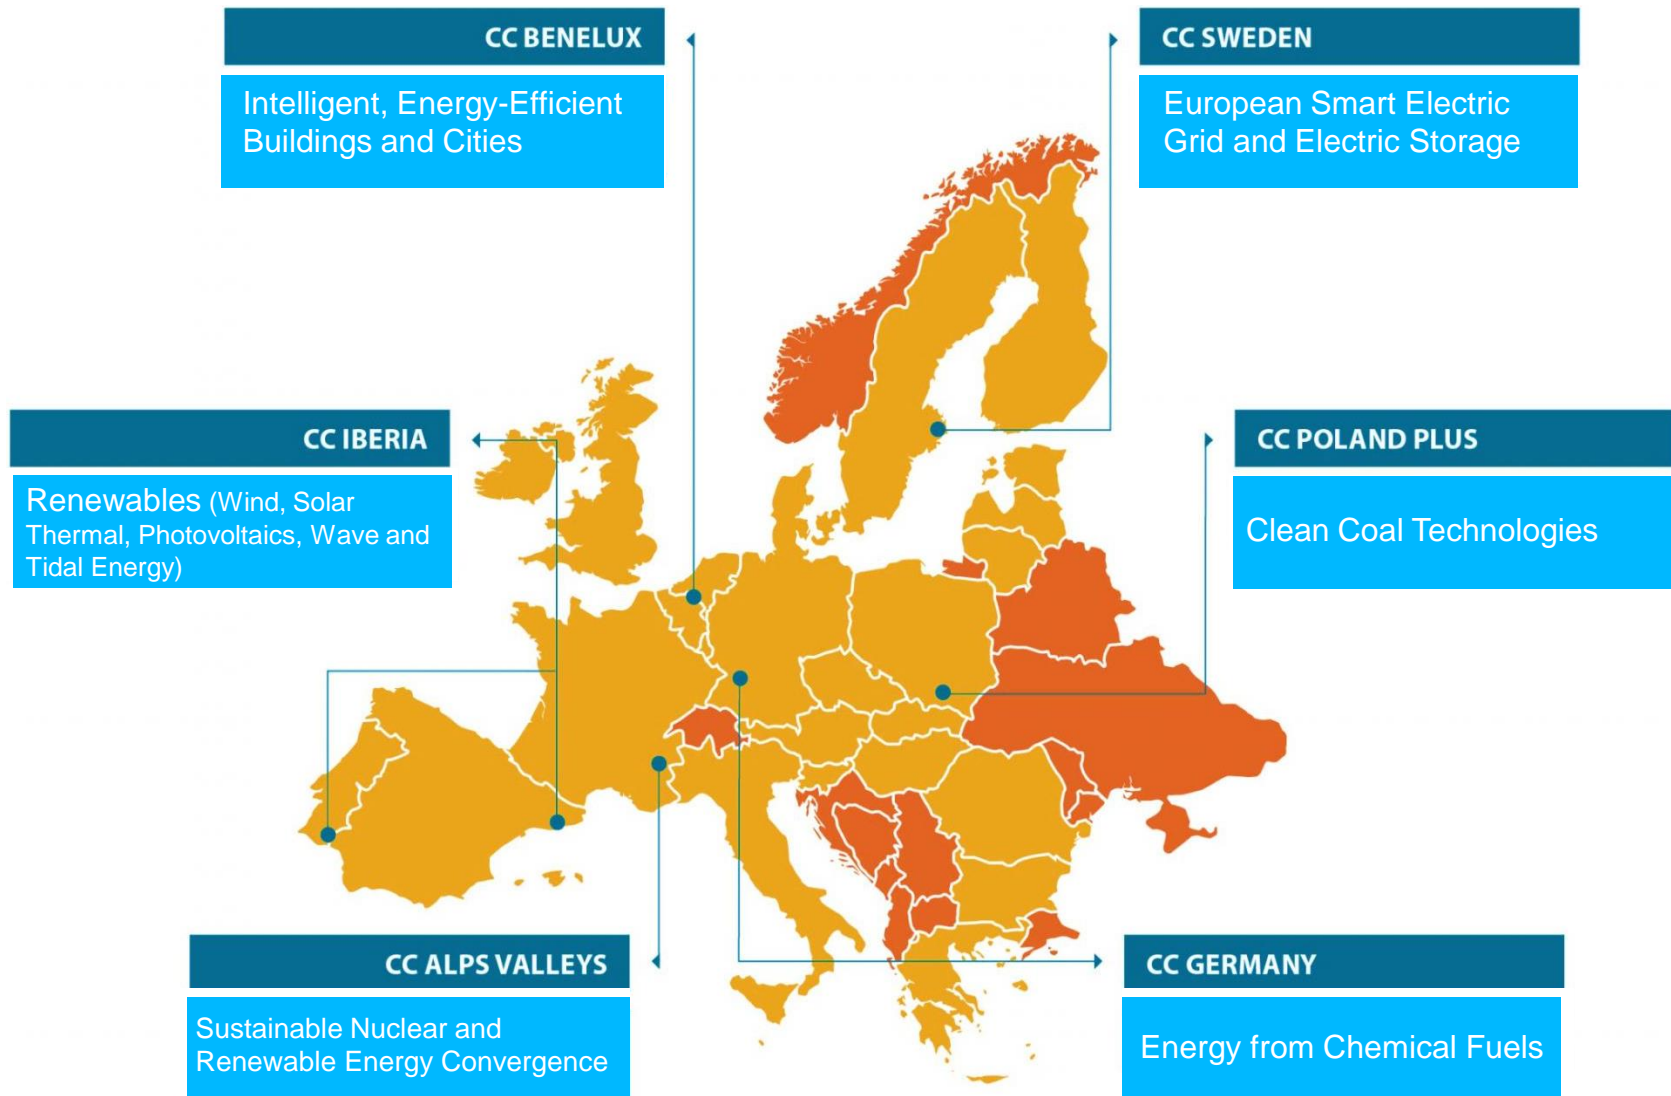 CC BENELUX
Intelligent, Energy-Efficient
Buildings and Cities
CC SWEDEN
European Smart Electric
Grid and Electric Storage
CC IBERIA
Renewables (Wind, Solar
Thermal, Photovoltaics, Wave and
Tidal Energy)
CC POLAND PLUS
Clean Coal Technologies
CC ALPS VALLEYS
Sustainable Nuclear and
Renewable Energy Convergence
CC GERMANY
Energy from Chemical Fuels